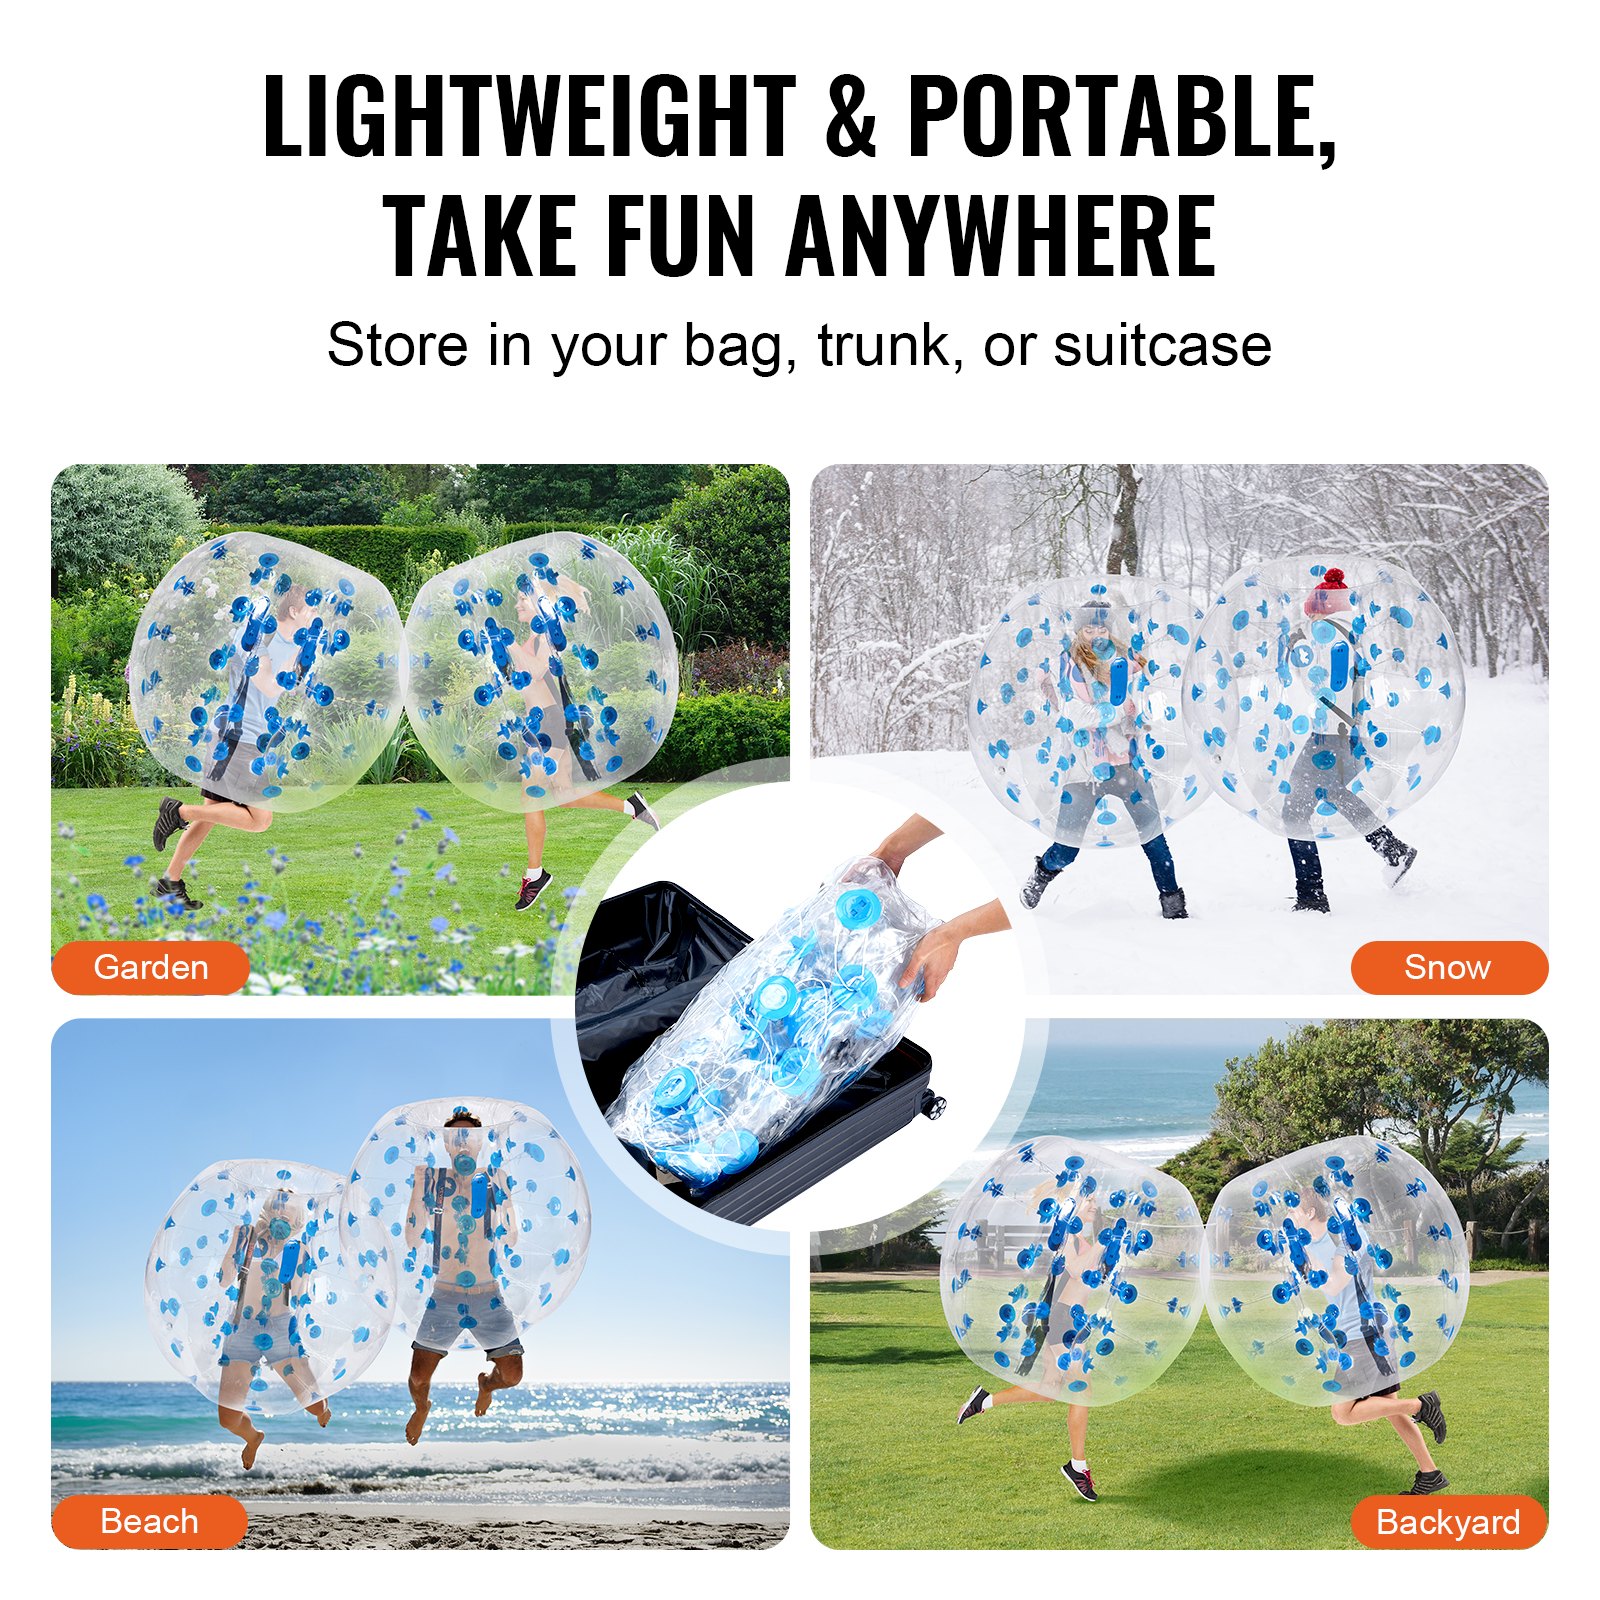 LIGHTWEIGHT & PORTABLE,
TAKE FUN ANYWHERE
Store in your bag, trunk, or suitcase
Garden
Snow
Beach
Backyard